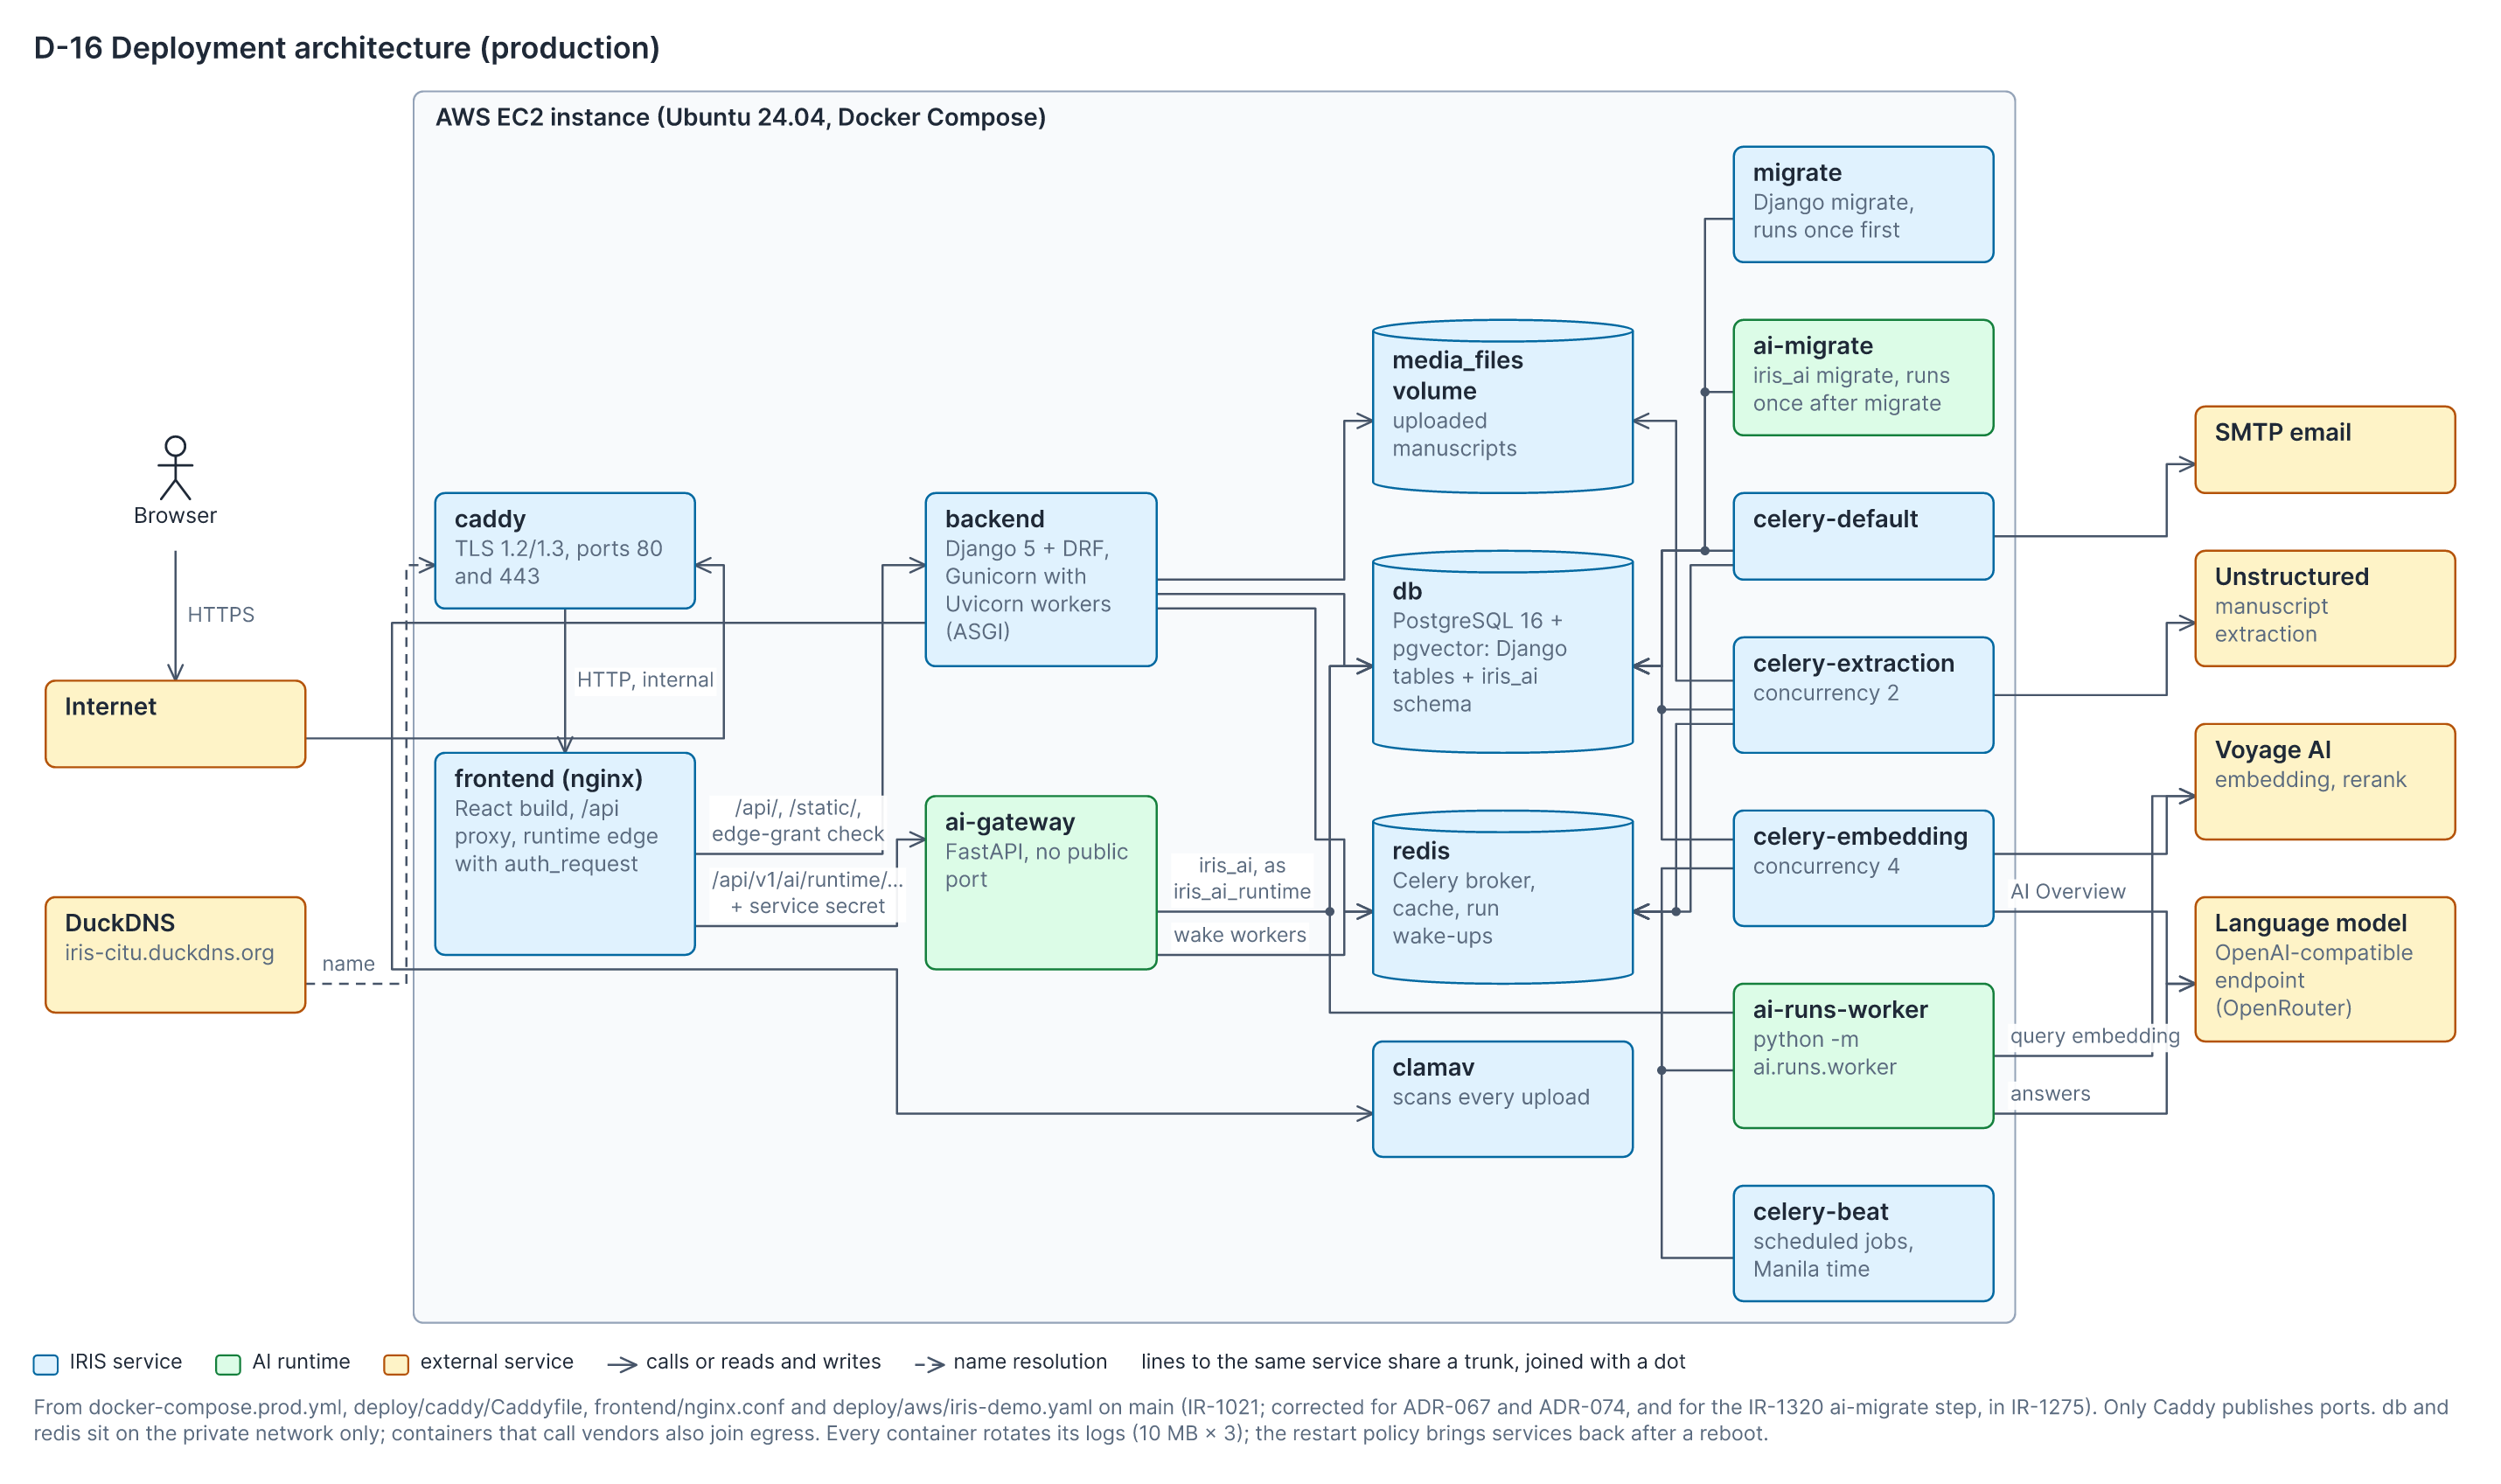 D-16 Deployment architecture (production)
AWS EC2 instance (Ubuntu 24.04, Docker Compose)
migrate
Django migrate,
runs once first
ai-migrate
iris_ai migrate, runs
once after migrate
media_files
volume
uploaded
manuscripts
SMTP email
Browser
caddy
TLS 1.2/1.3, ports 80
and 443
backend
Django 5 + DRF,
Gunicorn with
Uvicorn workers
(ASGI)
celery-default
db
PostgreSQL 16 +
pgvector: Django
tables + iris_ai
schema
Unstructured
manuscript
extraction
HTTPS
HTTP, internal
celery-extraction
concurrency 2
Internet
frontend (nginx)
React build, /api
proxy, runtime edge
with auth_request
/api/, /static/,
edge-grant check
/api/v1/ai/runtime/...
+ service secret
ai-gateway
FastAPI, no public
port
iris_ai, as
iris_ai_runtime
wake workers
redis
Celery broker,
cache, run
wake-ups
celery-embedding
concurrency 4
Voyage AI
embedding, rerank
AI Overview
DuckDNS
iris-citu.duckdns.org
name
Language model
OpenAI-compatible
endpoint
(OpenRouter)
ai-runs-worker
python -m
ai.runs.worker
query embedding
answers
clamav
scans every upload
celery-beat
scheduled jobs,
Manila time
IRIS service
AI runtime
external service
calls or reads and writes
name resolution
lines to the same service share a trunk, joined with a dot
From docker-compose.prod.yml, deploy/caddy/Caddyfile, frontend/nginx.conf and deploy/aws/iris-demo.yaml on main (IR-1021; corrected for ADR-067 and ADR-074, and for the IR-1320 ai-migrate step, in IR-1275). Only Caddy publishes ports. db and
redis sit on the private network only; containers that call vendors also join egress. Every container rotates its logs (10 MB × 3); the restart policy brings services back after a reboot.